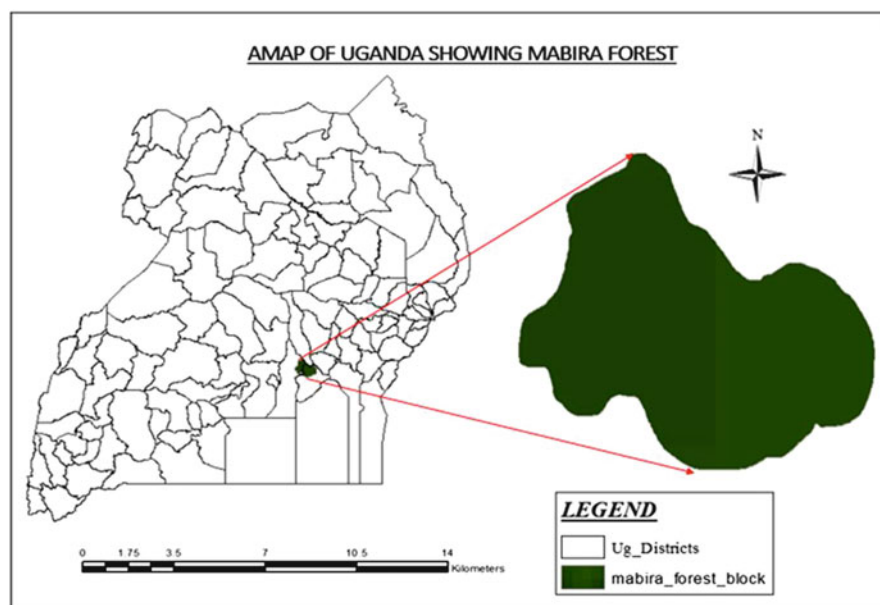 AMAP OF UGANDA SHOWING MABIRA FOREST
N
LEGEND
Ug_Districts
mabira_forest_block
0 1.75 3.5 7 10.5 14
Kilometers